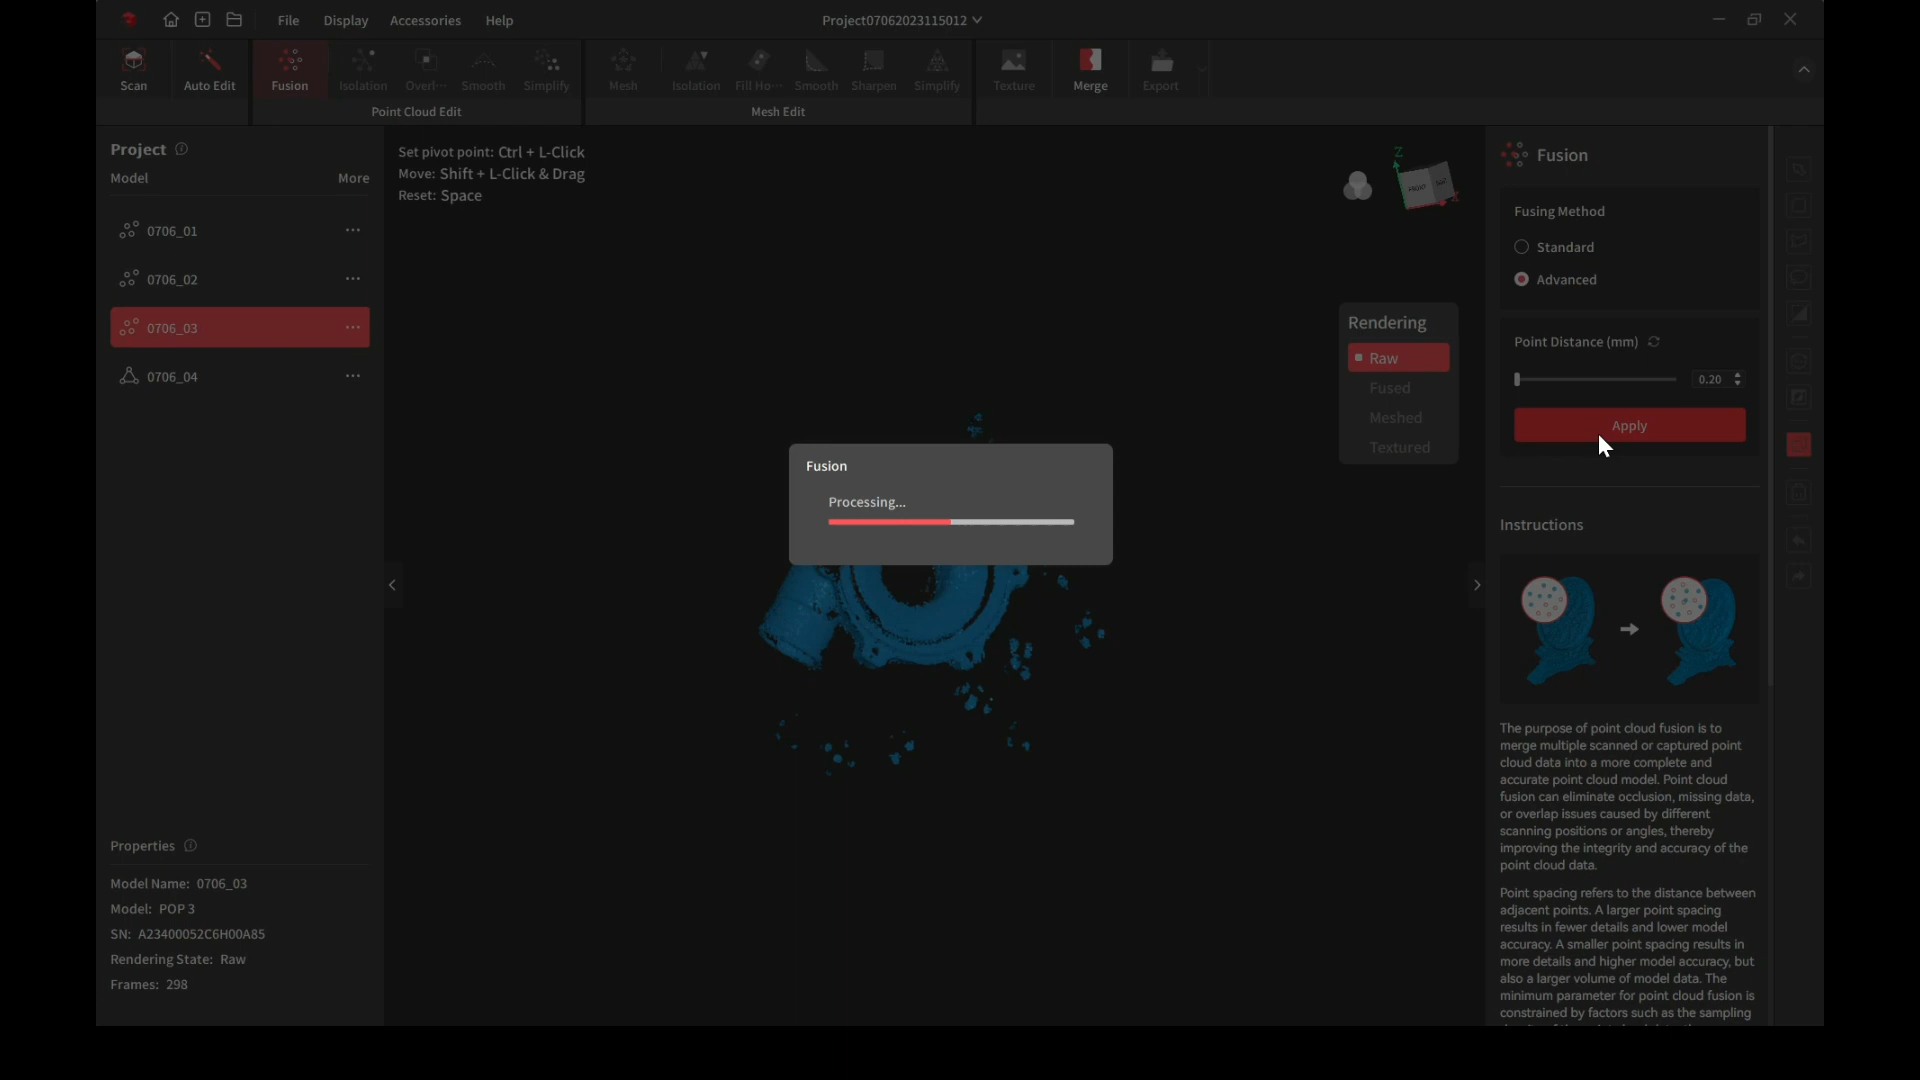 File Display Accessories Help
Project07062023115012
Scan Auto Edit Fusion Isolation Overl··· Smooth Simplify Mesh Isolation Fill Ho··· Smooth Sharpen Simplify Texture Merge Export
Point Cloud Edit Mesh Edit
Project
Model More
0706_01
0706_02
0706_03
0706_04
Properties
Model Name: 0706_03
Model: POP 3
SN: A23400052C6H00A85
Rendering State: Raw
Frames: 298
Set pivot point: Ctrl + L-Click
Move: Shift + L-Click & Drag
Reset: Space
Z
FRONT
X
Rendering
Raw
Fused
Meshed
Textured
Fusion
Processing...
Fusion
Fusing Method
Standard
Advanced
Point Distance (mm)
0.20
Apply
Instructions
The purpose of point cloud fusion is to
merge multiple scanned or captured point
cloud data into a more complete and
accurate point cloud model. Point cloud
fusion can eliminate occlusion, missing data,
or overlap issues caused by different
scanning positions or angles, thereby
improving the integrity and accuracy of the
point cloud data.
Point spacing refers to the distance between
adjacent points. A larger point spacing
results in fewer details and lower model
accuracy. A smaller point spacing results in
more details and higher model accuracy, but
also a larger volume of model data. The
minimum parameter for point cloud fusion is
constrained by factors such as the sampling